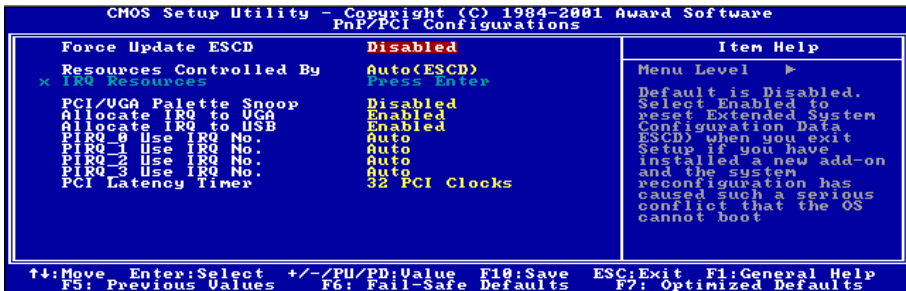 CMOS Setup Utility - Copyright (C) 1984-2001 Award Software
PnP/PCI Configurations
Force Update ESCD Disabled
Resources Controlled By Auto(ESCD)
x IRQ Resources Press Enter
PCI/VGA Palette Snoop Disabled
Allocate IRQ to VGA Enabled
Allocate IRQ to USB Enabled
PIRQ_0 Use IRQ No. Auto
PIRQ_1 Use IRQ No. Auto
PIRQ_2 Use IRQ No. Auto
PIRQ_3 Use IRQ No. Auto
PCI Latency Timer 32 PCI Clocks
Item Help
Menu Level ►
Default is Disabled.
Select Enabled to
reset Extended System
Configuration Data
ESCD) when you exit
Setup if you have
installed a new add-on
and the system
reconfiguration has
caused such a serious
conflict that the OS
cannot boot
↑↓:Move Enter:Select +/-/PU/PD:Value F10:Save ESC:Exit F1:General Help
F5: Previous Values F6: Fail-Safe Defaults F7: Optimized Defaults